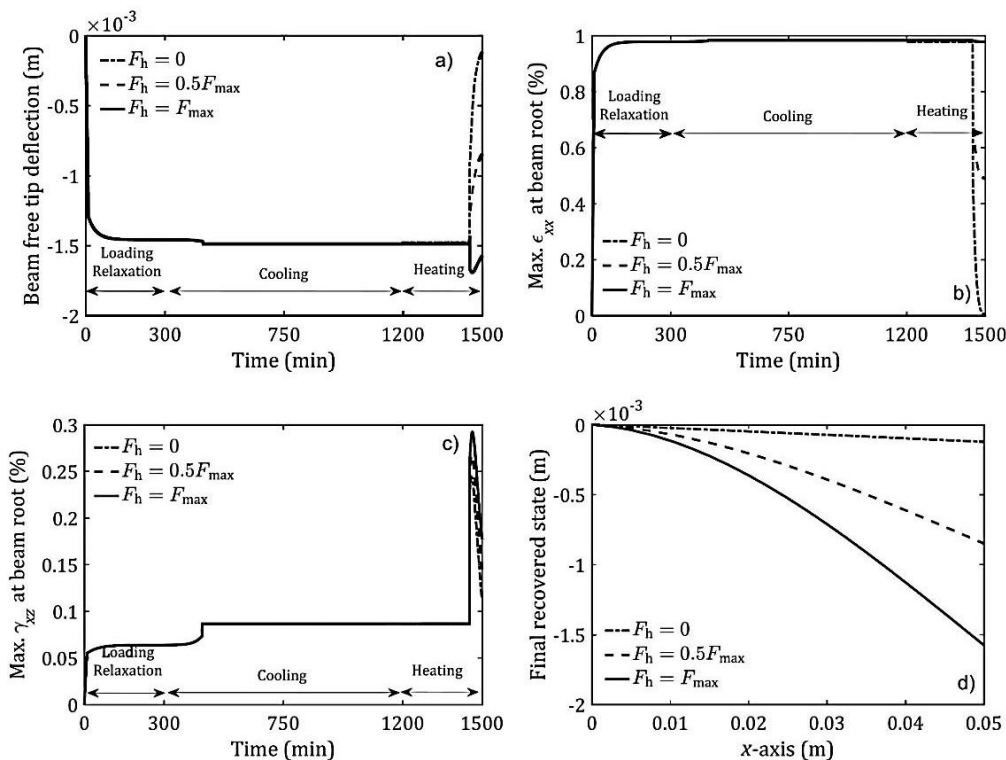 ×10⁻³
0
-0.5
-1
-1.5
-2
Beam free tip deflection (m)
a)
F_h = 0
F_h = 0.5F_max
F_h = F_max
Loading
Relaxation
Cooling
Heating
0 300 750 1200 1500
Time (min)
1
0.8
0.6
0.4
0.2
0
Max. ϵ_xx at beam root (%)
Loading
Relaxation
Cooling
Heating
F_h = 0
F_h = 0.5F_max
F_h = F_max
b)
0 300 750 1200 1500
Time (min)
0.3
0.25
0.2
0.15
0.1
0.05
0
Max. γ_xz at beam root (%)
c)
F_h = 0
F_h = 0.5F_max
F_h = F_max
Loading
Relaxation
Cooling
Heating
0 300 750 1200 1500
Time (min)
×10⁻³
0
-0.5
-1
-1.5
-2
Final recovered state (m)
F_h = 0
F_h = 0.5F_max
F_h = F_max
d)
0 0.01 0.02 0.03 0.04 0.05
x-axis (m)